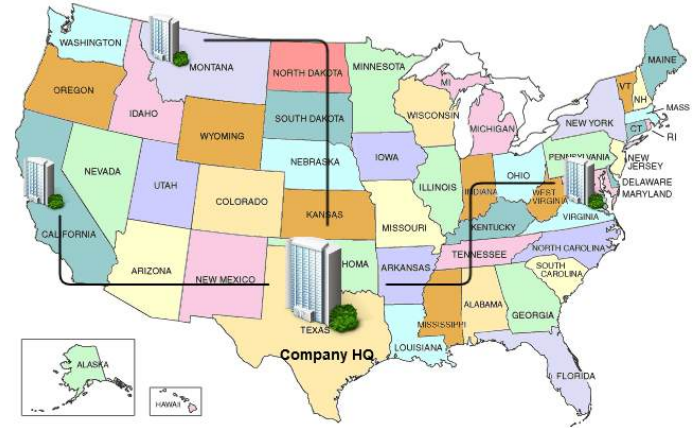 WASHINGTON
MONTANA
NORTH DAKOTA
MINNESOTA
MAINE
OREGON
IDAHO
SOUTH DAKOTA
WISCONSIN
MI
VT
NH
MASS
WYOMING
MICHIGAN
NEW YORK
CT
RI
NEBRASKA
IOWA
PENNSYLVANIA
NEW
JERSEY
NEVADA
UTAH
COLORADO
ILLINOIS
INDIANA
OHIO
WEST
VIRGINIA
DELAWARE
MARYLAND
KANSAS
MISSOURI
KENTUCKY
VIRGINIA
CALIFORNIA
ARIZONA
NEW MEXICO
HOMA
ARKANSAS
TENNESSEE
NORTH CAROLINA
SOUTH
CAROLINA
TEXAS
MISSISSIPPI
ALABAMA
GEORGIA
Company HQ
LOUISIANA
FLORIDA
ALASKA
HAWAII